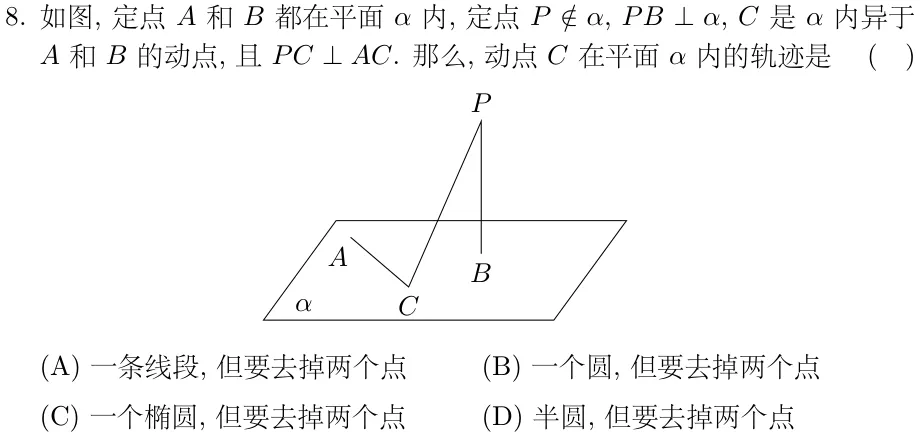 8. 如图, 定点 A 和 B 都在平面 α 内, 定点 P ∉ α, PB ⊥ α, C 是 α 内异于
A 和 B 的动点, 且 PC ⊥ AC. 那么, 动点 C 在平面 α 内的轨迹是 ( )
P
A
B
α
C
(A) 一条线段, 但要去掉两个点 (B) 一个圆, 但要去掉两个点
(C) 一个椭圆, 但要去掉两个点 (D) 半圆, 但要去掉两个点